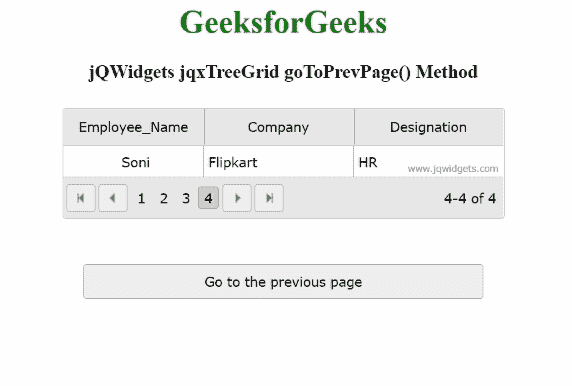 GeeksforGeeks
jQWidgets jqxTreeGrid goToPrevPage() Method
Employee_Name Company Designation
Soni Flipkart HR
www.jqwidgets.com
1 2 3 4 4-4 of 4
Go to the previous page